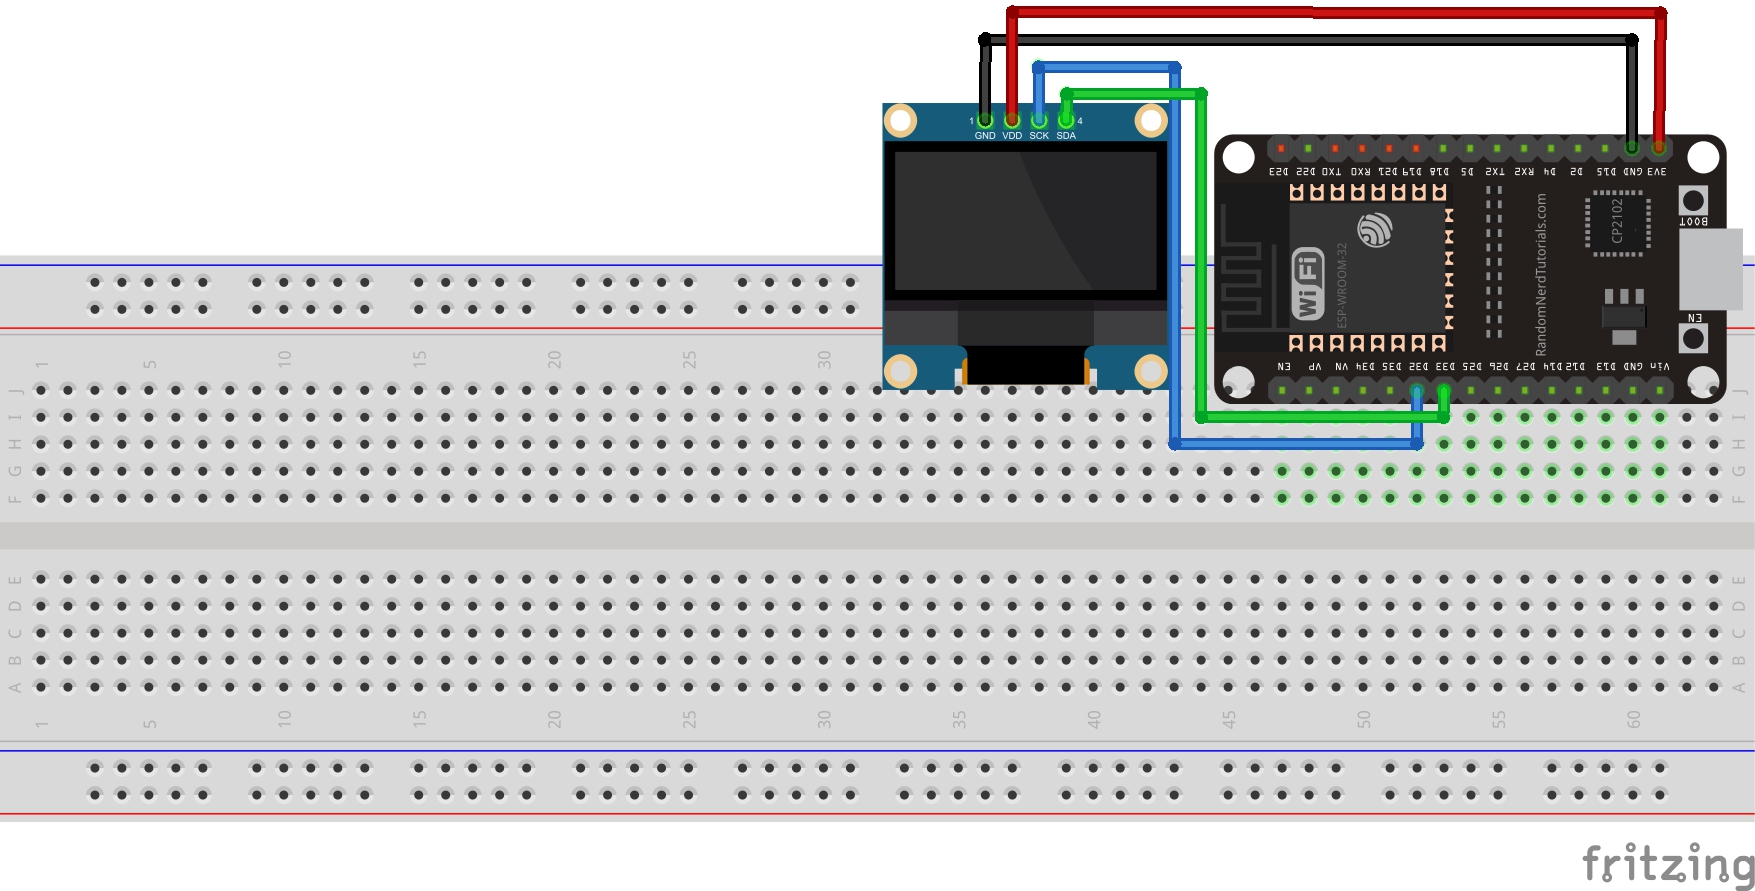 1 4
GND VDD SCK SDA
D23 D22 TX0 RX0 D21 D19 D18 D5 TX2 RX2 D4 D2 D15 GND 3V3
BOOT
CP2102
WiFi
ESP-WROOM-32
RandomNerdTutorials.com
EN
EN VP VN D34 D35 D32 D33 D25 D26 D27 D14 D12 D13 GND Vin
1 5 10 15 20 25 30
J J
I I
H H
G G
F F
E E
D D
C C
B B
A A
1 5 10 15 20 25 30 35 40 45 50 55 60
fritzing